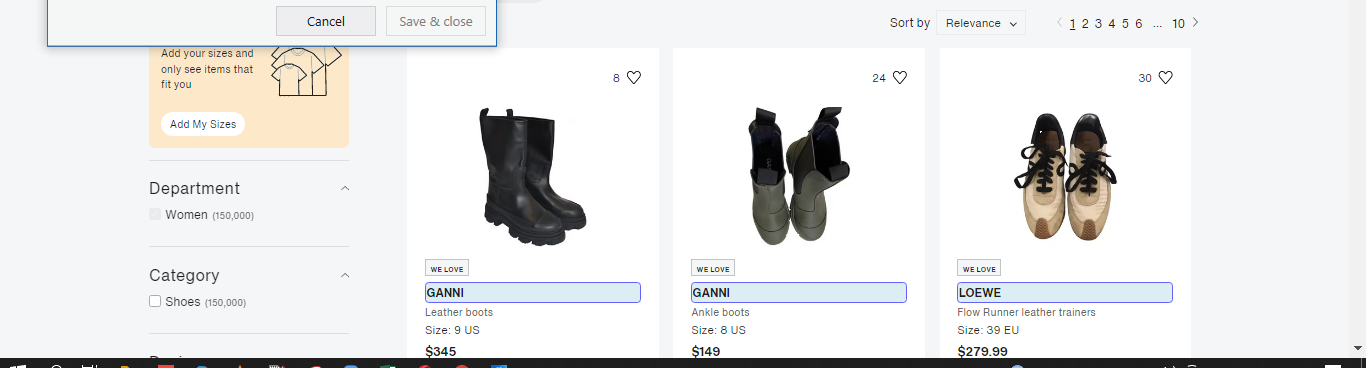 Cancel
Save & close
Sort by
Relevance
1 2 3 4 5 6 ... 10
Add your sizes and
only see items that
fit you
Add My Sizes
Department
Women (150,000)
Category
Shoes (150,000)
8
WE LOVE
GANNI
Leather boots
Size: 9 US
$345
24
WE LOVE
GANNI
Ankle boots
Size: 8 US
$149
30
WE LOVE
LOEWE
Flow Runner leather trainers
Size: 39 EU
$279.99